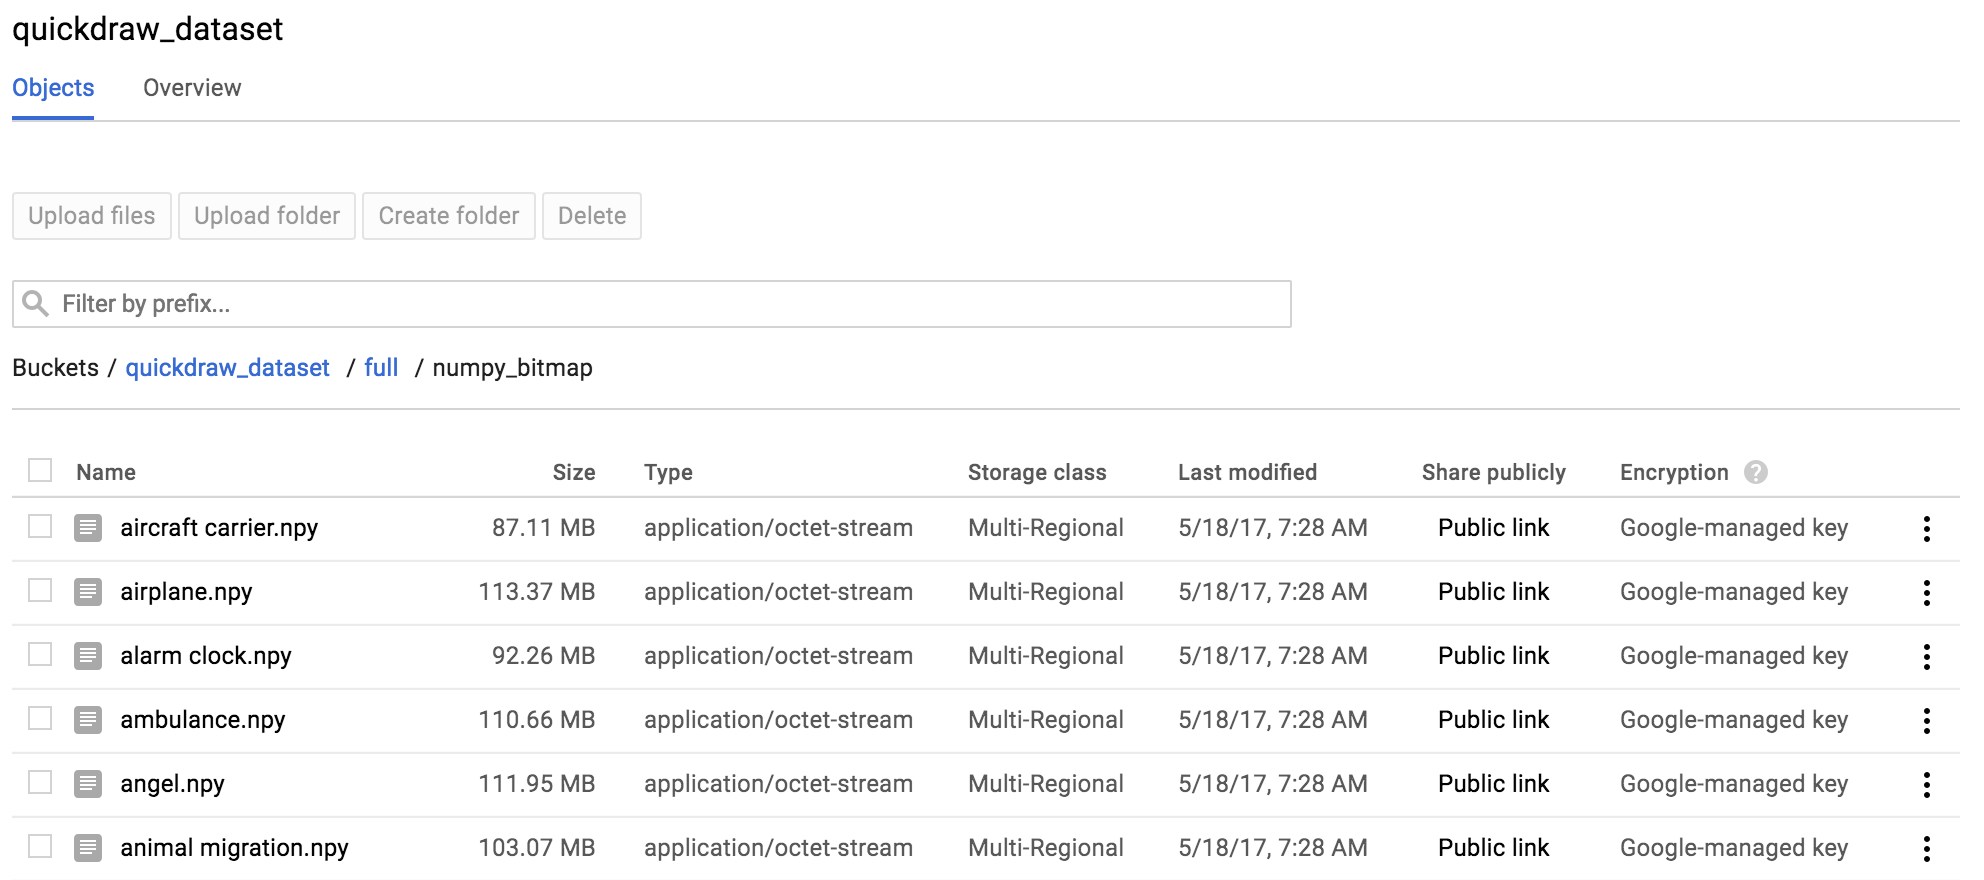 quickdraw_dataset
Objects Overview
Upload files Upload folder Create folder Delete
Filter by prefix...
Buckets / quickdraw_dataset / full / numpy_bitmap
Name Size Type Storage class Last modified Share publicly Encryption ?
aircraft carrier.npy 87.11 MB application/octet-stream Multi-Regional 5/18/17, 7:28 AM Public link Google-managed key
airplane.npy 113.37 MB application/octet-stream Multi-Regional 5/18/17, 7:28 AM Public link Google-managed key
alarm clock.npy 92.26 MB application/octet-stream Multi-Regional 5/18/17, 7:28 AM Public link Google-managed key
ambulance.npy 110.66 MB application/octet-stream Multi-Regional 5/18/17, 7:28 AM Public link Google-managed key
angel.npy 111.95 MB application/octet-stream Multi-Regional 5/18/17, 7:28 AM Public link Google-managed key
animal migration.npy 103.07 MB application/octet-stream Multi-Regional 5/18/17, 7:28 AM Public link Google-managed key